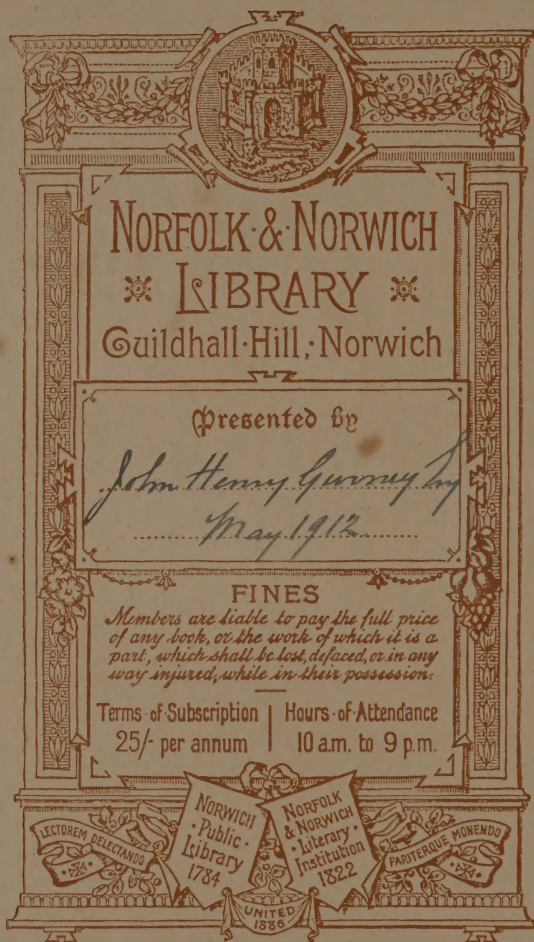 NORFOLK·&·NORWICH
LIBRARY
Guildhall·Hill,·Norwich
Presented by
John Henry Gurney Esq
May 1912
FINES
Members are liable to pay the full price
of any book, or the work of which it is a
part, which shall be lost, defaced, or in any
way injured, while in their possession.
Terms·of·Subscription
25/- per annum
Hours·of·Attendance
10 a.m. to 9 p.m.
LECTOREM DELECTANDO
NORWICH
·Public·
Library
1784
NORFOLK
& NORWICH
·Literary·
Institution
1822
PARITERQUE MONENDO
UNITED
1886